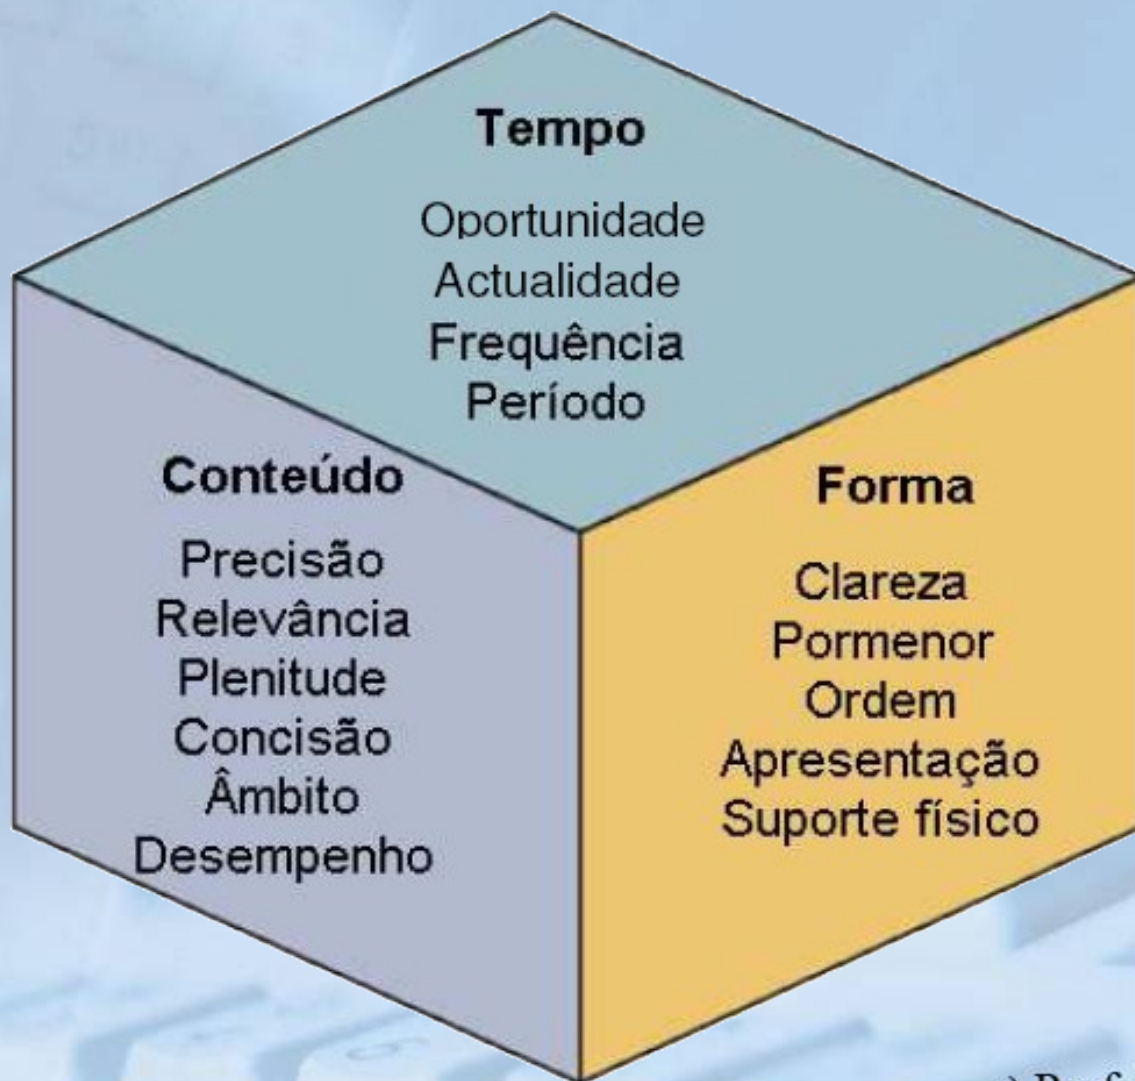 Tempo
Oportunidade
Actualidade
Frequência
Período
Conteúdo
Precisão
Relevância
Plenitude
Concisão
Âmbito
Desempenho
Forma
Clareza
Pormenor
Ordem
Apresentação
Suporte físico